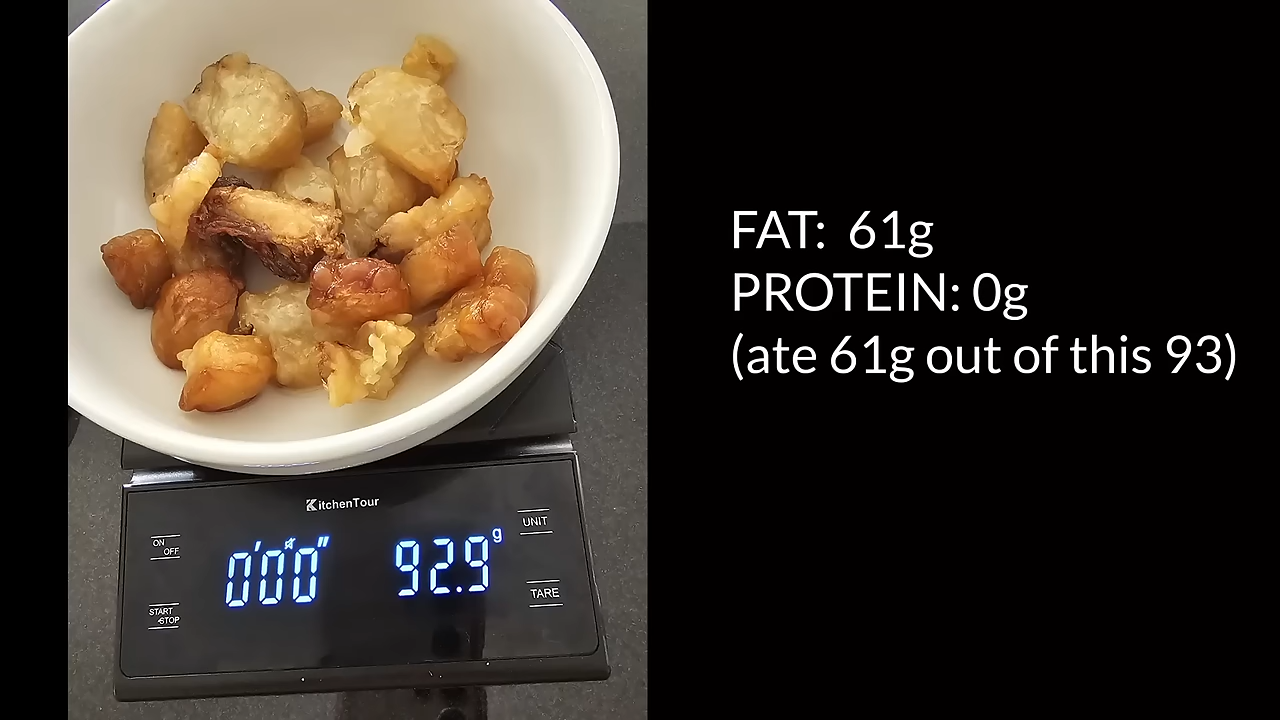 FAT: 61g
PROTEIN: 0g
(ate 61g out of this 93)
KitchenTour
ON
OFF
0'00"
92.9 g
UNIT
START
STOP
TARE